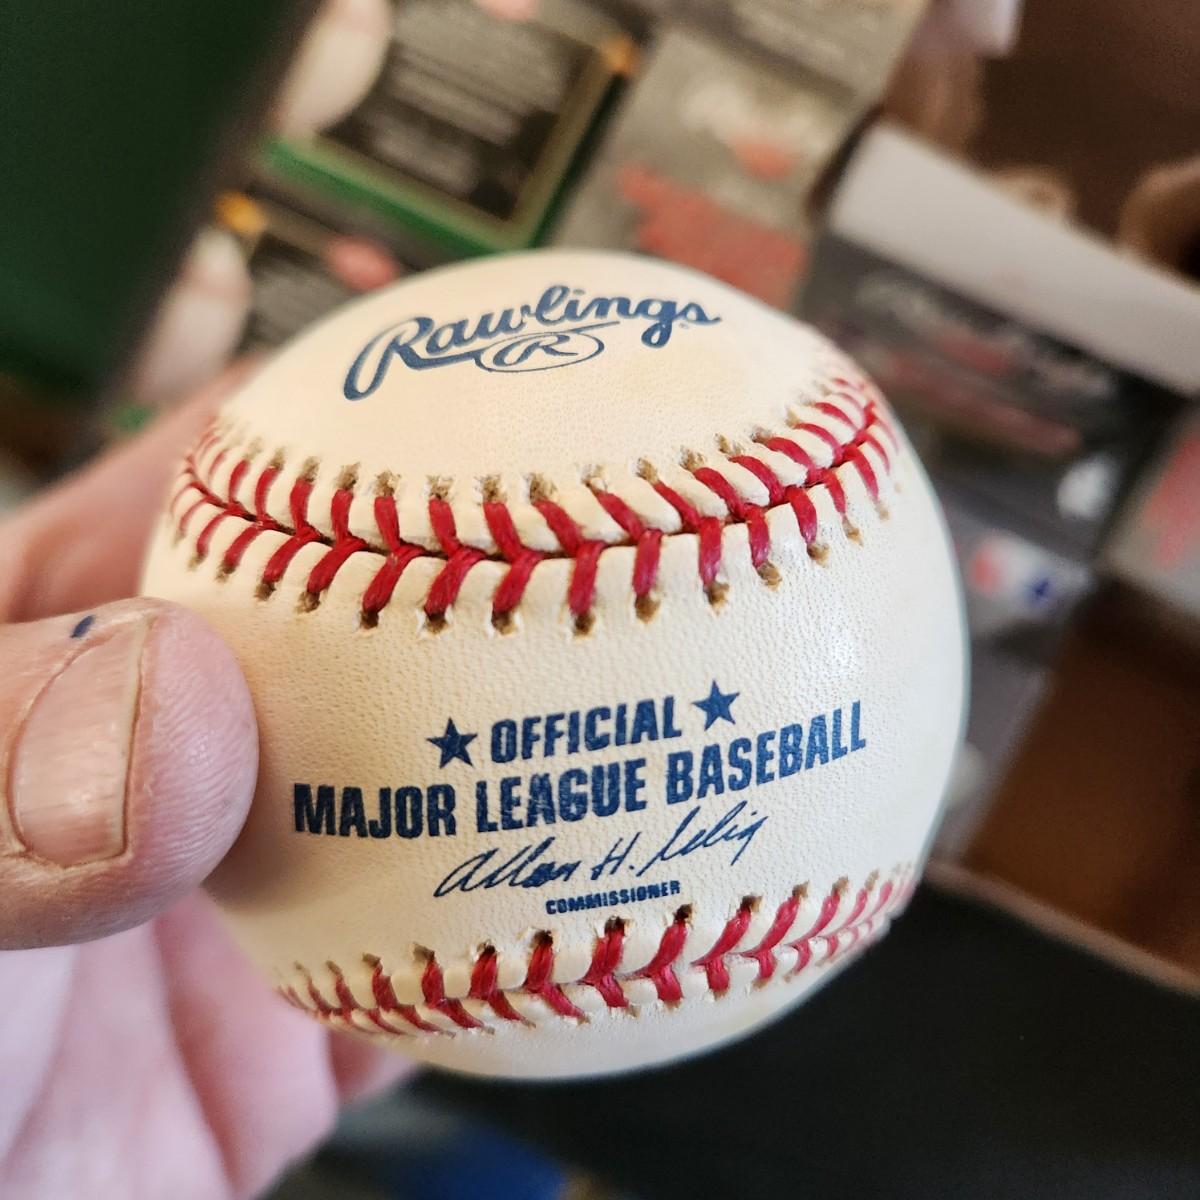 Rawlings
R
★ OFFICIAL ★
MAJOR LEAGUE BASEBALL
Allan H. Selig
COMMISSIONER